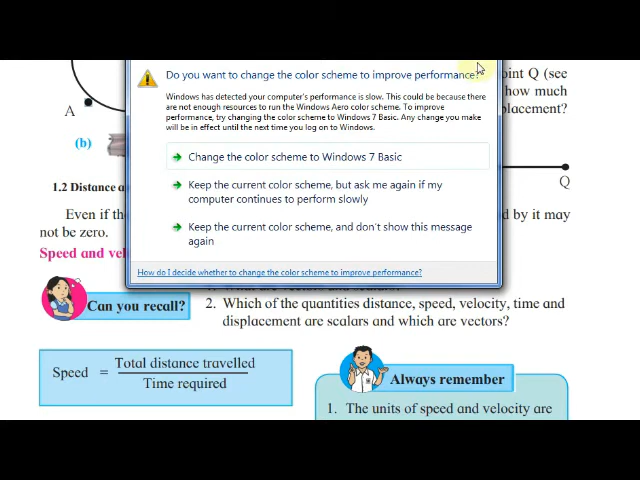 Do you want to change the color scheme to improve performance?
oint Q (see
how much
placement?
Windows has detected your computer's performance is slow. This could be because there
are not enough resources to run the Windows Aero color scheme. To improve
performance, try changing the color scheme to Windows 7 Basic. Any change you make
will be in effect until the next time you log on to Windows.
A
(b)
Change the color scheme to Windows 7 Basic
Keep the current color scheme, but ask me again if my
computer continues to perform slowly
Q
1.2 Distance a
Even if the
d by it may
not be zero.
Keep the current color scheme, and don't show this message
again
Speed and vel
How do I decide whether to change the color scheme to improve performance?
Can you recall?
2. Which of the quantities distance, speed, velocity, time and
displacement are scalars and which are vectors?
Speed = Total distance travelled
Time required
Always remember
1. The units of speed and velocity are